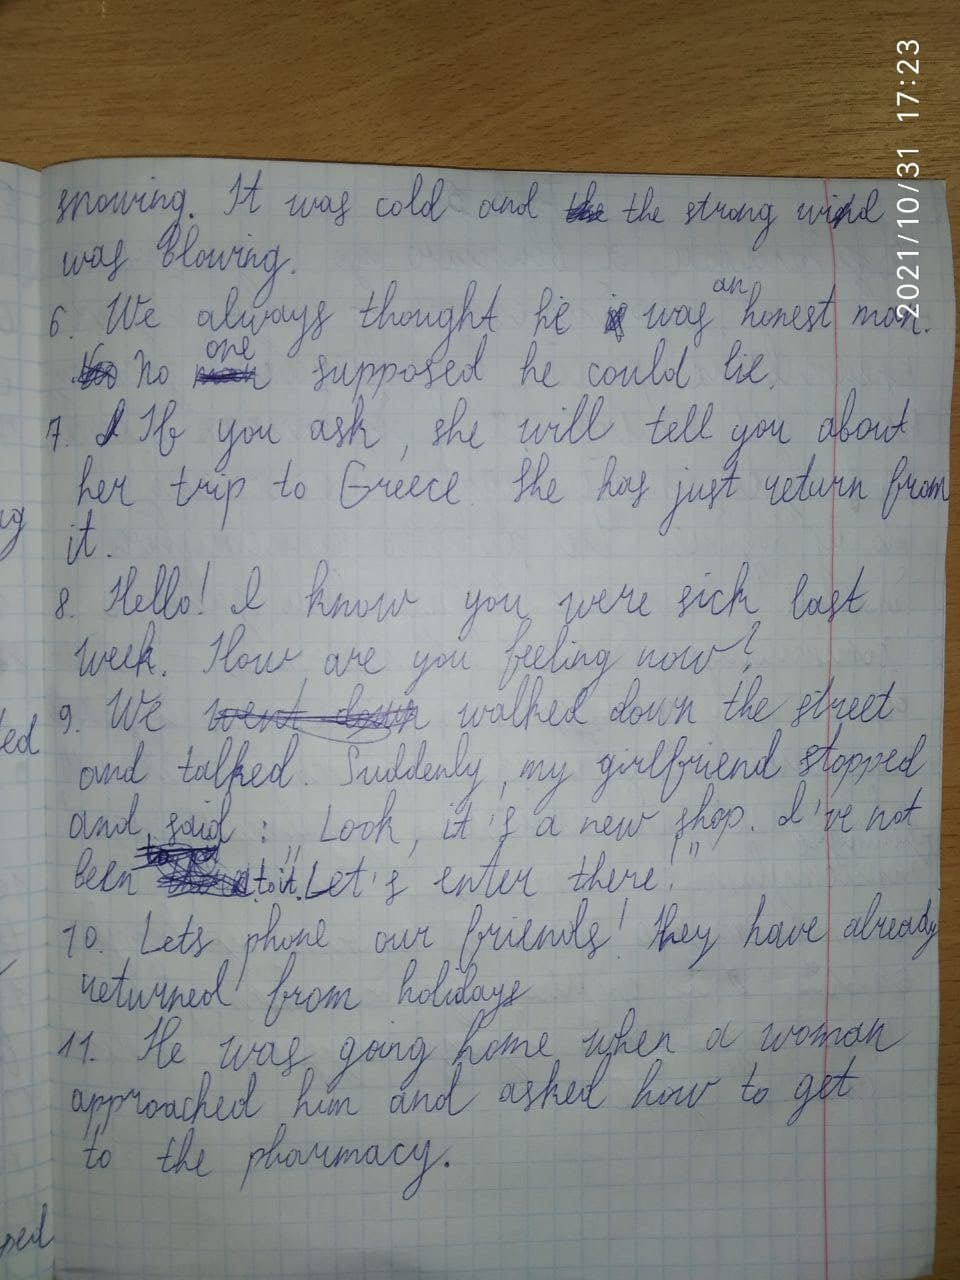 snowing. It was cold and the strong wind
was blowing.
6. We always thought he was an honest man.
No one supposed he could lie.
7. If you ask, she will tell you about
her trip to Greece. She has just return from
it.
8. Hello! I know you were sick last
week. How are you feeling now?
9. We walked down the street
and talked. Suddenly, my girlfriend stopped
and said: „Look, it's a new shop. I've not
been to it. Let's enter there!"
10. Lets phone our friends! They have already
returned from holidays
11. He was going home when a woman
approached him and asked how to get
to the pharmacy.
2021/10/31 17:23